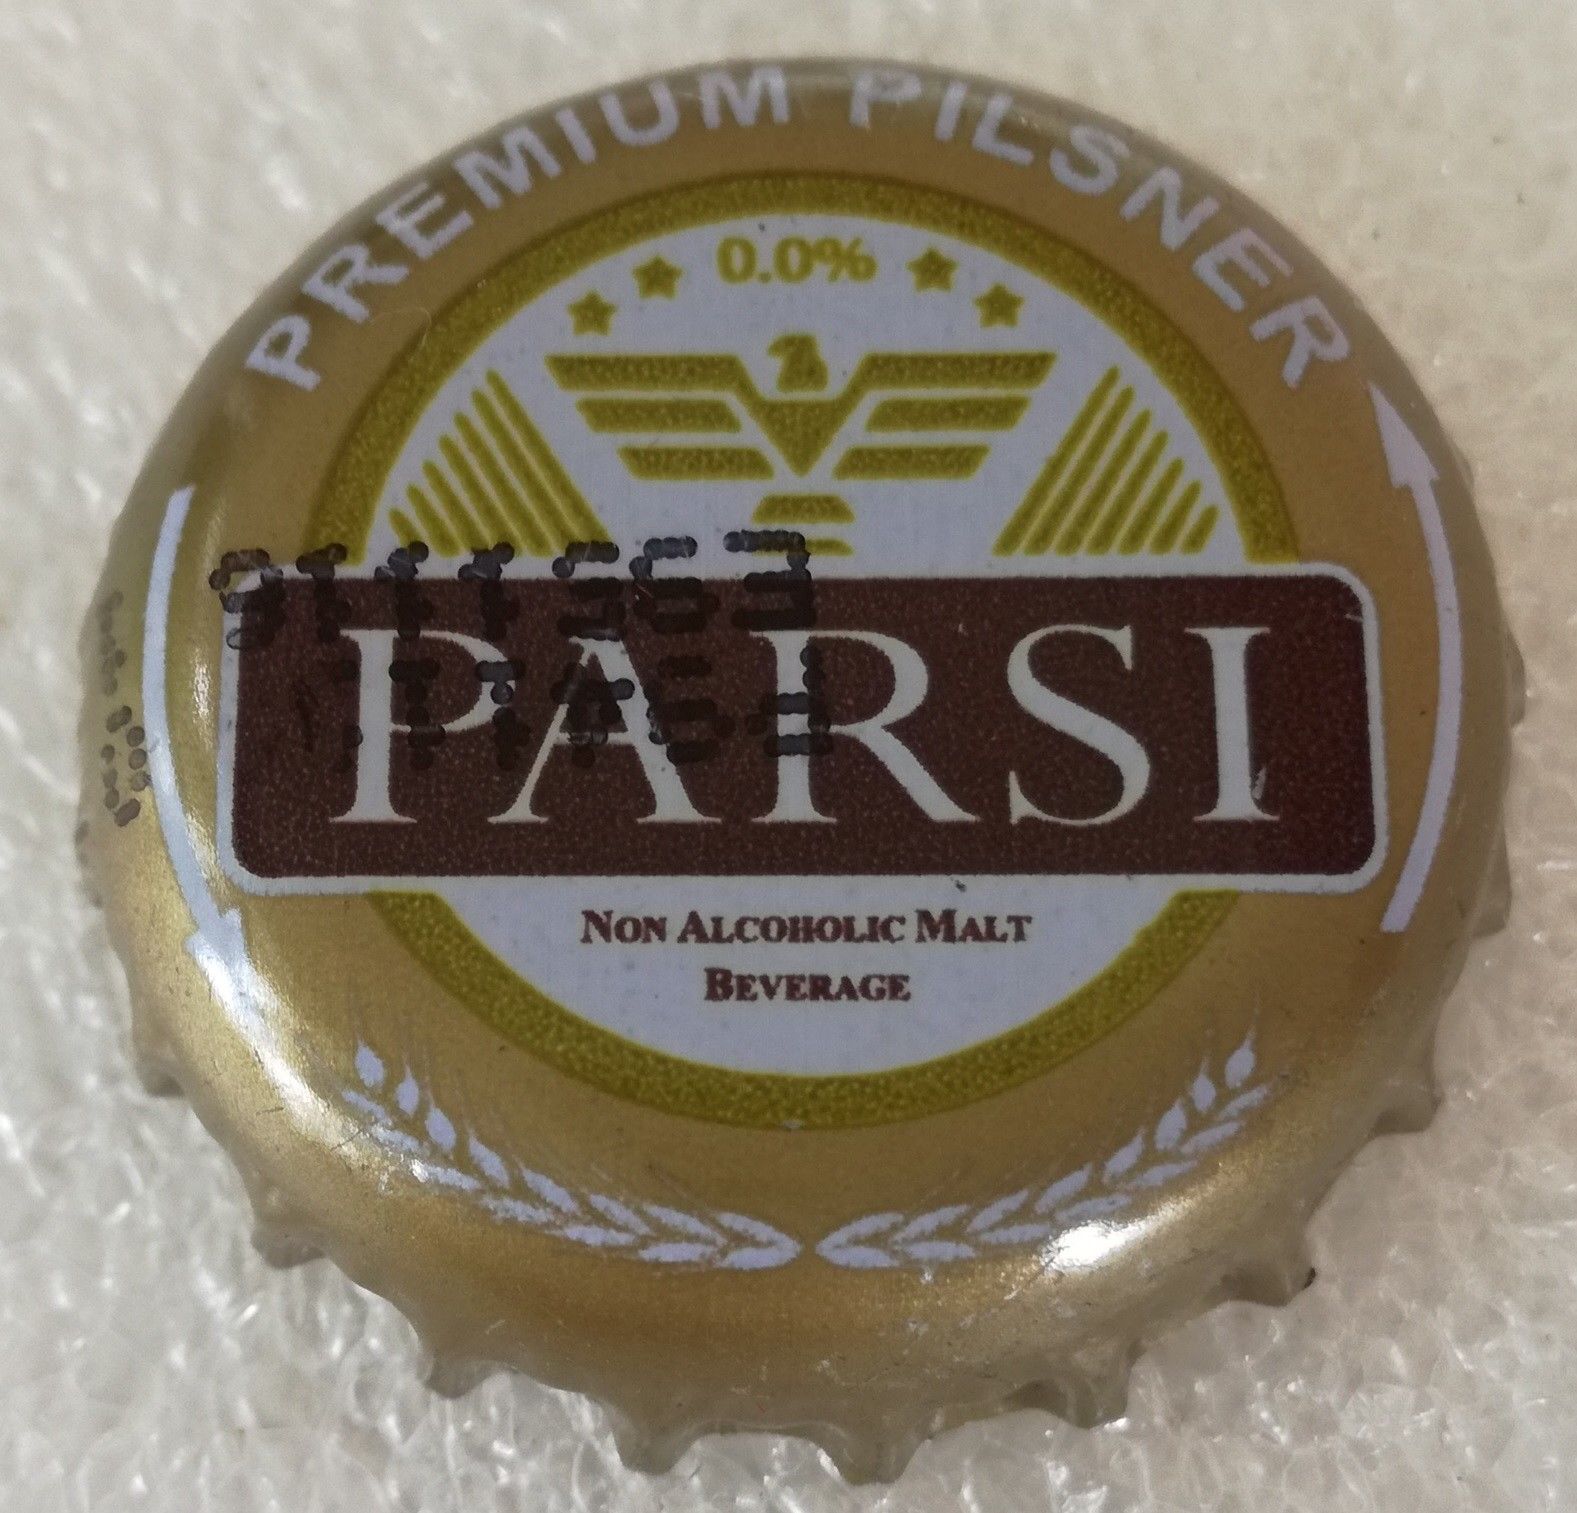 PREMIUM PILSNER
0.0%
PARSI
NON ALCOHOLIC MALT
BEVERAGE